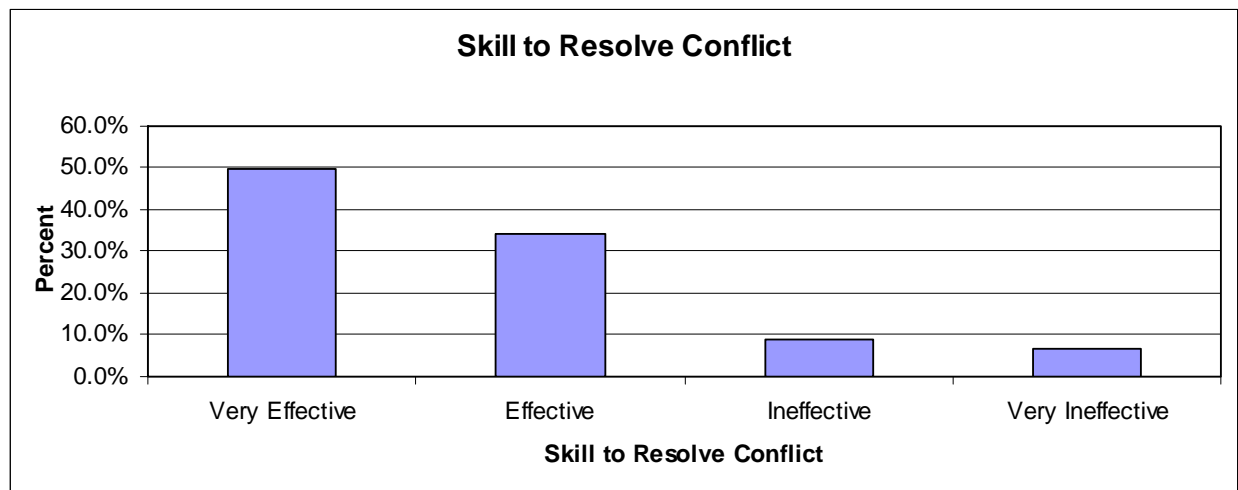 Skill to Resolve Conflict
60.0%
50.0%
40.0%
30.0%
20.0%
10.0%
0.0%
Percent
Very Effective
Effective
Ineffective
Very Ineffective
Skill to Resolve Conflict